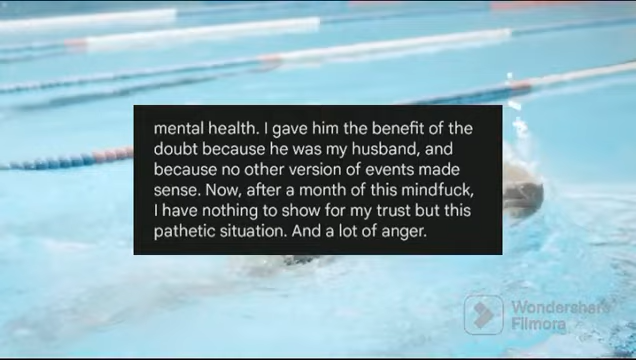 mental health. I gave him the benefit of the
doubt because he was my husband, and
because no other version of events made
sense. Now, after a month of this mindfuck,
I have nothing to show for my trust but this
pathetic situation. And a lot of anger.
Wondershare
Filmora